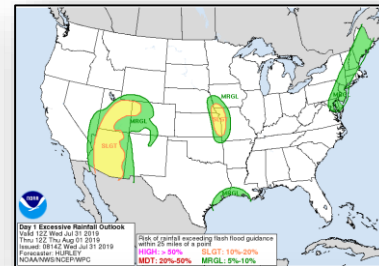 MRGL
MRGL
MRGL
SLGT
MRGL
NOAA
Day 1 Excessive Rainfall Outlook
Valid 12Z Wed Jul 31 2019
Thru 12Z Thu Aug 01 2019
Issued: 0814Z Wed Jul 31 2019
Forecaster: HURLEY
NOAA/NWS/NCEP/WPC
Risk of rainfall exceeding flash flood guidance
within 25 miles of a point
HIGH: > 50% SLGT: 10%-20%
MDT: 20%-50% MRGL: 5%-10%